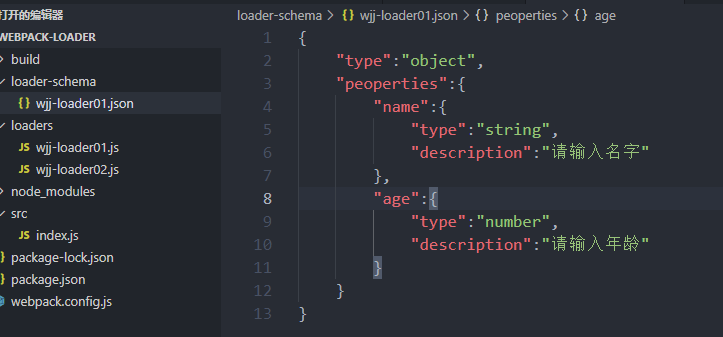 打开的编辑器
WEBPACK-LOADER
build
loader-schema
{} wjj-loader01.json
loaders
JS wjj-loader01.js
JS wjj-loader02.js
node_modules
src
JS index.js
package-lock.json
package.json
webpack.config.js
loader-schema > {} wjj-loader01.json > {} peoperties > {} age
1 {
2 "type":"object",
3 "peoperties":{
4 "name":{
5 "type":"string",
6 "description":"请输入名字"
7 },
8 "age":{
9 "type":"number",
10 "description":"请输入年龄"
11 }
12 }
13 }